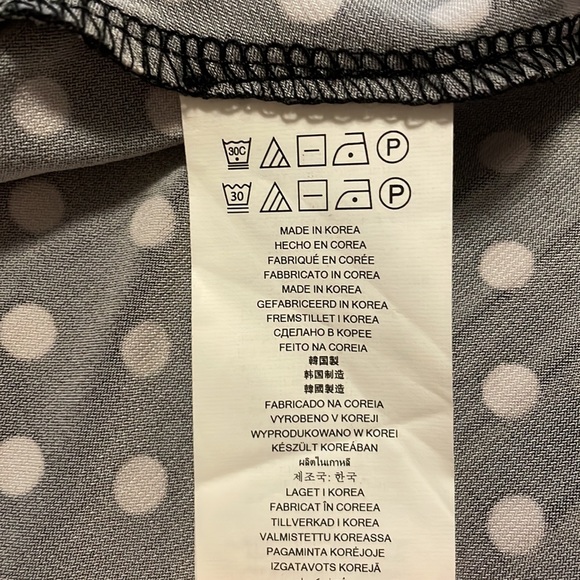 30C P
30 P
MADE IN KOREA
HECHO EN COREA
FABRIQUÉ EN CORÉE
FABBRICATO IN COREA
MADE IN KOREA
GEFABRICEERD IN KOREA
FREMSTILLET I KOREA
СДЕЛАНО В КОРЕЕ
FEITO NA COREIA
韓国製
韩国制造
韓國製造
FABRICADO NA COREIA
VYROBENO V KOREJI
WYPRODUKOWANO W KOREI
KÉSZÜLT KOREÁBAN
ผลิตในเกาหลี
제조국: 한국
LAGET I KOREA
FABRICAT ÎN COREEA
TILLVERKAD I KOREA
VALMISTETTU KOREASSA
PAGAMINTA KORĖJOJE
IZGATAVOTS KOREJĀ